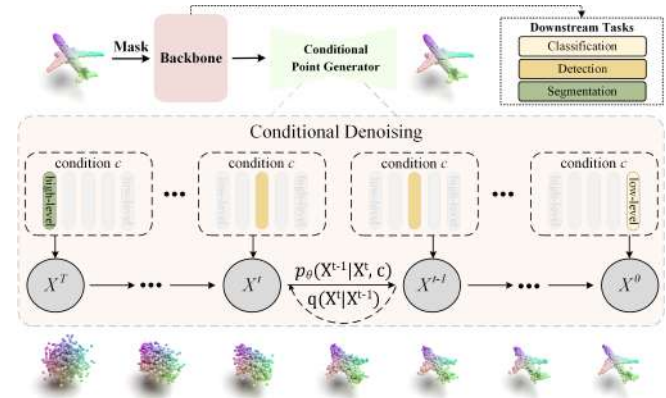 Downstream Tasks
Mask
Backbone
Conditional
Point Generator
Classification
Detection
Segmentation
Conditional Denoising
condition c
condition c
condition c
condition c
high-level
low-level
X^T
X^t
p_θ(X^{t-1}|X^t, c)
q(X^t|X^{t-1})
X^{t-1}
X^0